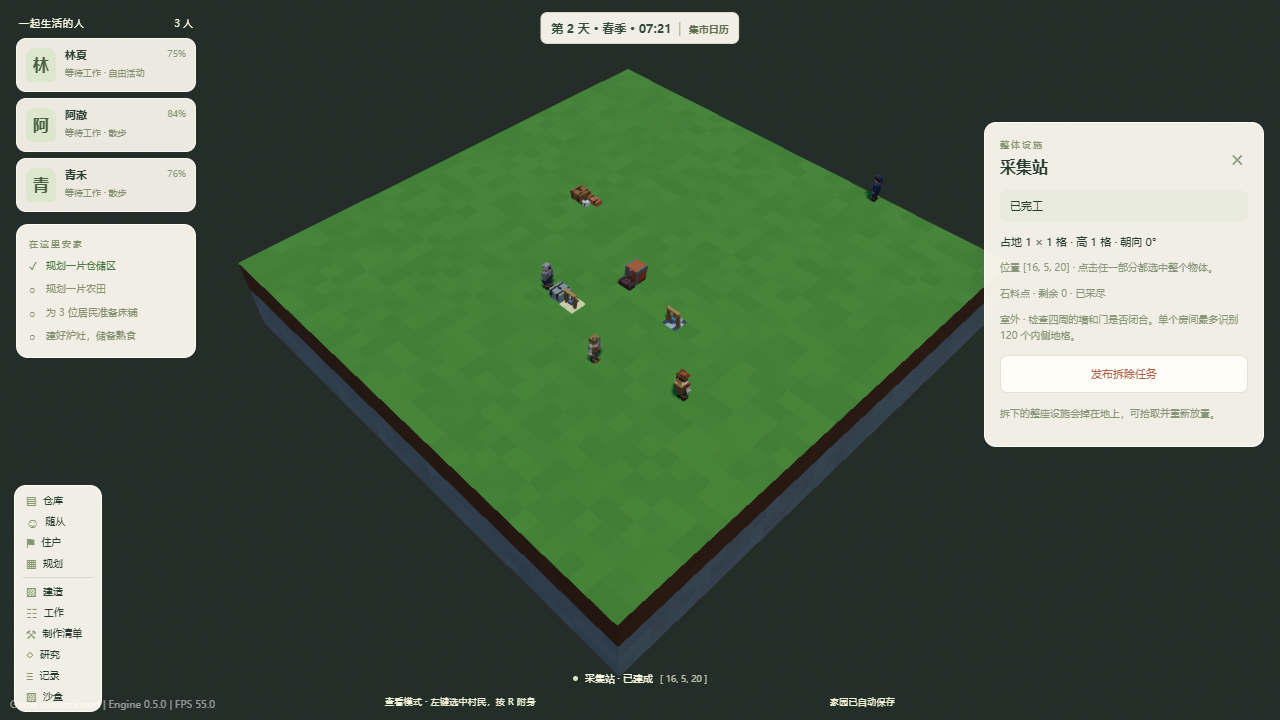 一起生活的人 3 人
林 林夏 75%
等待工作 · 自由活动
阿 阿澈 84%
等待工作 · 散步
青 青禾 76%
等待工作 · 散步
在这里安家
✓ 规划一片仓储区
○ 规划一片农田
○ 为 3 位居民准备床铺
○ 建好炉灶，储备熟食
第 2 天 • 春季 • 07:21 | 集市日历
整体设施
采集站
已完工
占地 1 × 1 格 · 高 1 格 · 朝向 0°
位置 [16, 5, 20] · 点击任一部分都选中整个物体。
石料点 · 剩余 0 · 已采尽
室外 · 检查四周的墙和门是否闭合。单个房间最多识别
120 个内侧地格。
发布拆除任务
拆下的整座设施会掉在地上，可拾取并重新放置。
仓库
随从
住户
规划
建造
工作
制作清单
研究
记录
沙盒
| Engine 0.5.0 | FPS 55.0
采集站 · 已建成 [ 16, 5, 20 ]
查看模式 · 左键选中村民，按 R 附身
家园已自动保存